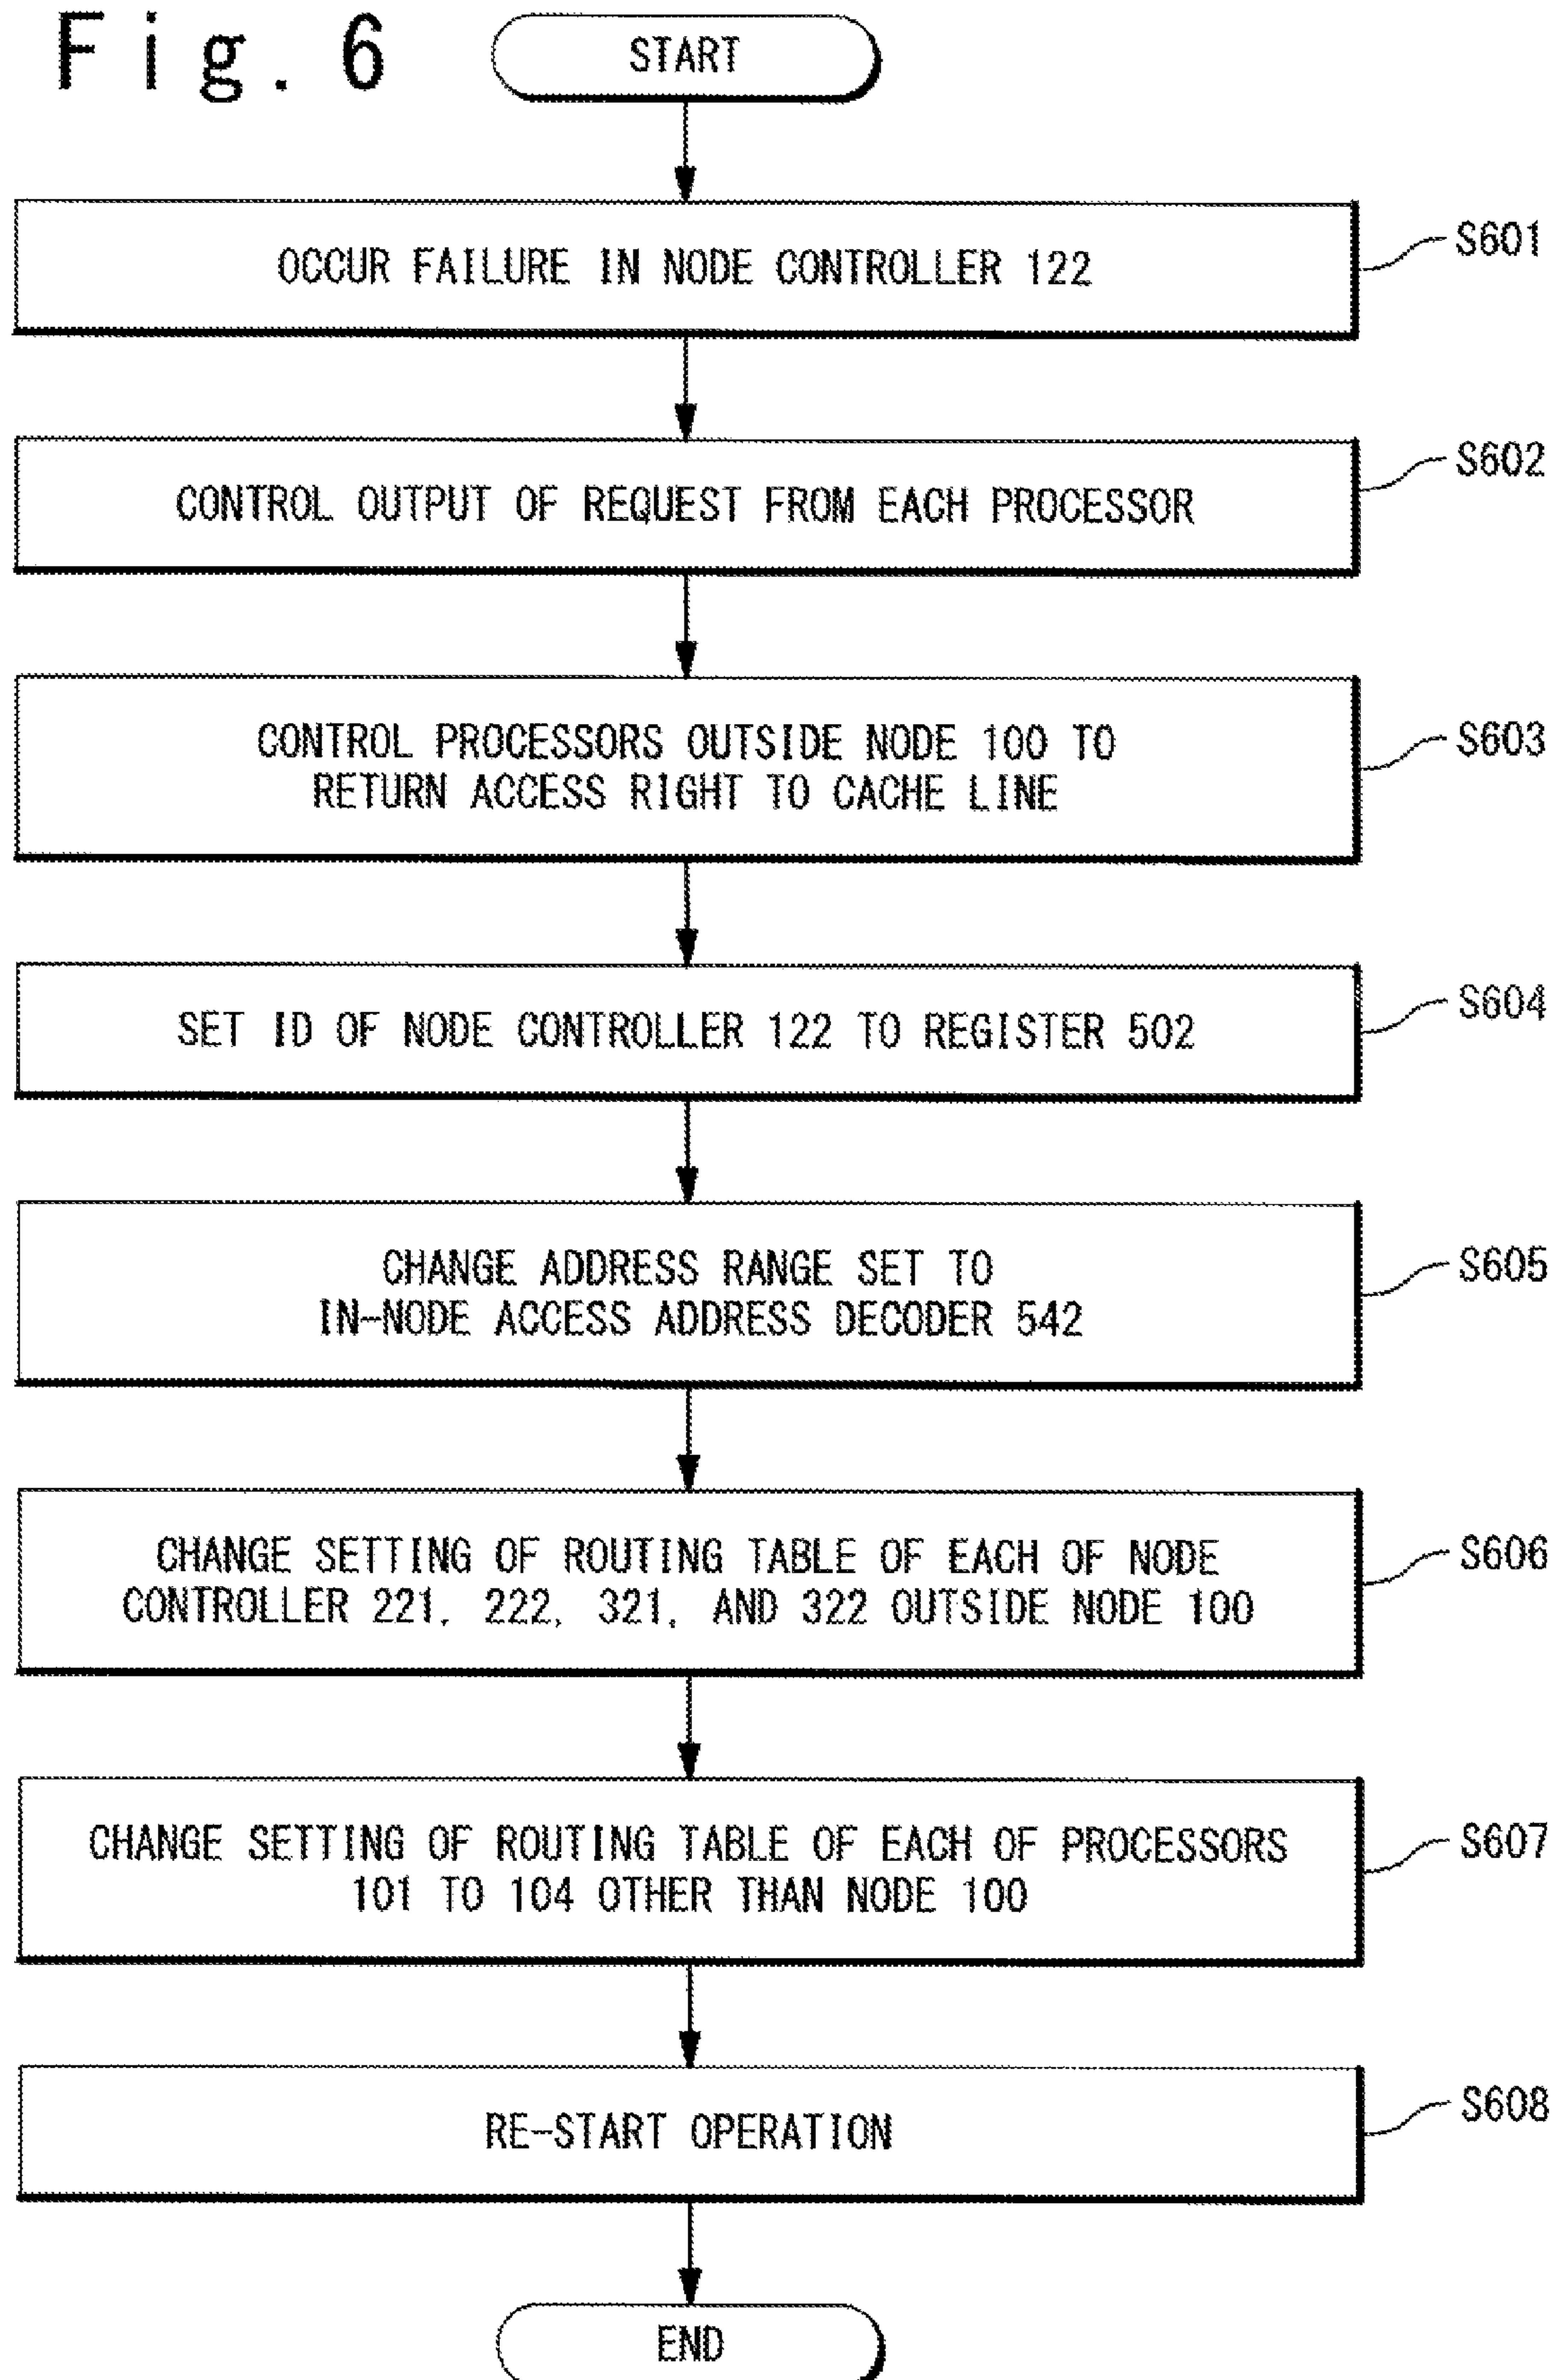 Fig. 6
START
OCCUR FAILURE IN NODE CONTROLLER 122
S601
CONTROL OUTPUT OF REQUEST FROM EACH PROCESSOR
S602
CONTROL PROCESSORS OUTSIDE NODE 100 TO
RETURN ACCESS RIGHT TO CACHE LINE
S603
SET ID OF NODE CONTROLLER 122 TO REGISTER 502
S604
CHANGE ADDRESS RANGE SET TO
IN-NODE ACCESS ADDRESS DECODER 542
S605
CHANGE SETTING OF ROUTING TABLE OF EACH OF NODE
CONTROLLER 221, 222, 321, AND 322 OUTSIDE NODE 100
S606
CHANGE SETTING OF ROUTING TABLE OF EACH OF PROCESSORS
101 TO 104 OTHER THAN NODE 100
S607
RE-START OPERATION
S608
END